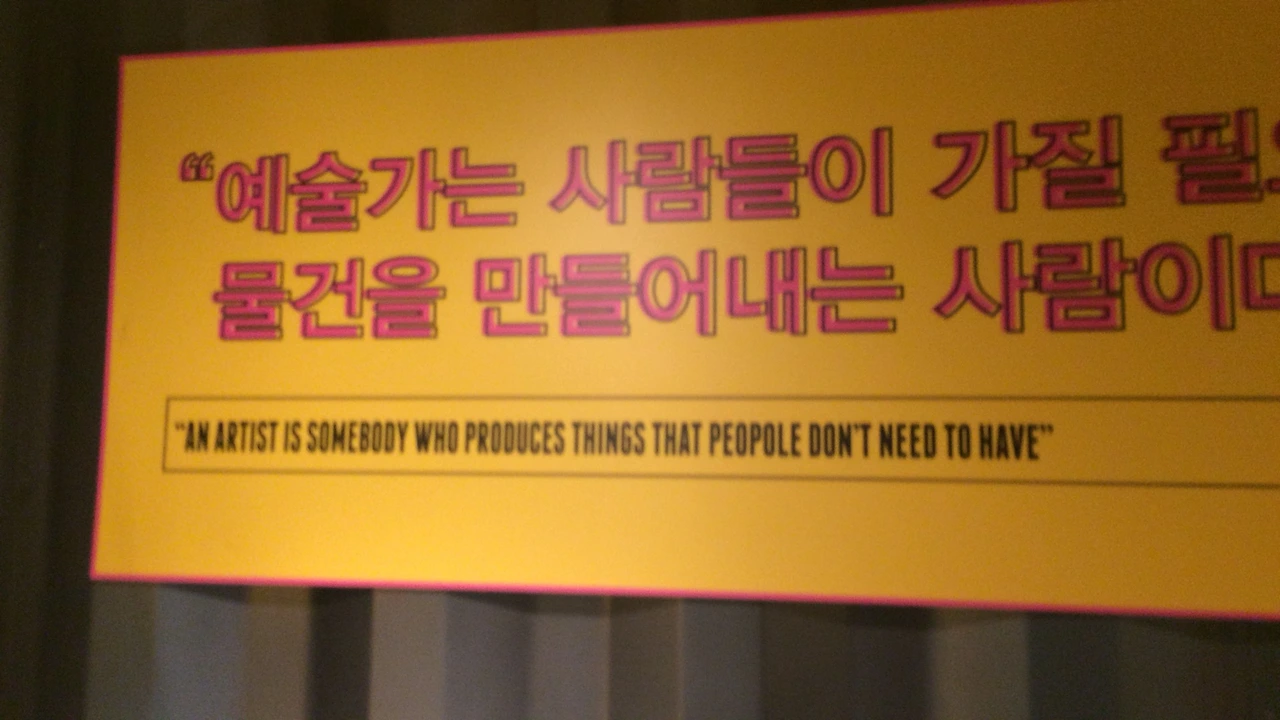 “예술가는 사람들이 가질 필
물건을 만들어내는 사람이
"AN ARTIST IS SOMEBODY WHO PRODUCES THINGS THAT PEOPOLE DON'T NEED TO HAVE"